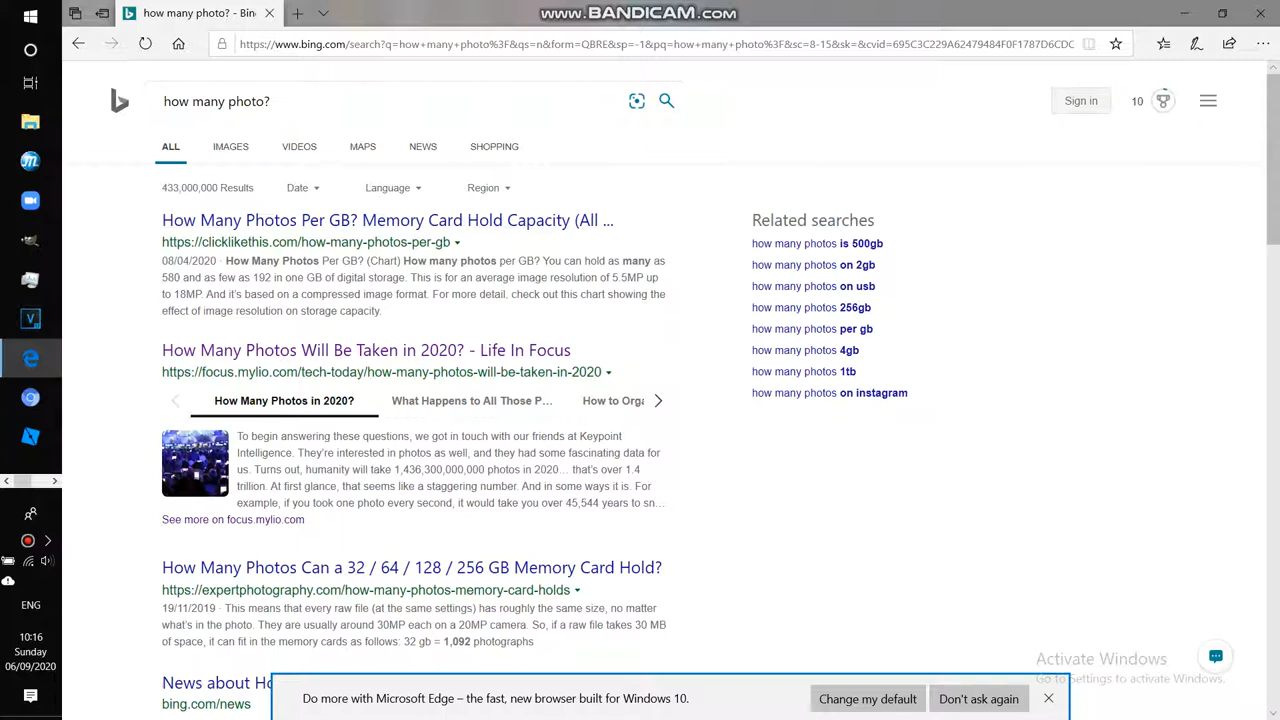 how many photo? - Bin
www.BANDICAM.com
https://www.bing.com/search?q=how+many+photo%3F&qs=n&form=QBRE&sp=-1&pq=how+many+photo%3F&sc=8-15&sk=&cvid=695C3C229A62479484F0F1787D6CDC
how many photo?
Sign in
10
ALL
IMAGES
VIDEOS
MAPS
NEWS
SHOPPING
433,000,000 Results
Date
Language
Region
How Many Photos Per GB? Memory Card Hold Capacity (All ...
https://clicklikethis.com/how-many-photos-per-gb
08/04/2020 · How Many Photos Per GB? (Chart) How many photos per GB? You can hold as many as
580 and as few as 192 in one GB of digital storage. This is for an average image resolution of 5.5MP up
to 18MP. And it's based on a compressed image format. For more detail, check out this chart showing the
effect of image resolution on storage capacity.
How Many Photos Will Be Taken in 2020? - Life In Focus
https://focus.mylio.com/tech-today/how-many-photos-will-be-taken-in-2020
How Many Photos in 2020?
What Happens to All Those P...
How to Orga
To begin answering these questions, we got in touch with our friends at Keypoint
Intelligence. They're interested in photos as well, and they had some fascinating data for
us. Turns out, humanity will take 1,436,300,000,000 photos in 2020... that's over 1.4
trillion. At first glance, that seems like a staggering number. And in some ways it is. For
example, if you took one photo every second, it would take you over 45,544 years to sn...
See more on focus.mylio.com
How Many Photos Can a 32 / 64 / 128 / 256 GB Memory Card Hold?
https://expertphotography.com/how-many-photos-memory-card-holds
19/11/2019 · This means that every raw file (at the same settings) has roughly the same size, no matter
what's in the photo. They are usually around 30MP each on a 20MP camera. So, if a raw file takes 30 MB
of space, it can fit in the memory cards as follows: 32 gb = 1,092 photographs
News about Ho
bing.com/news
Related searches
how many photos is 500gb
how many photos on 2gb
how many photos on usb
how many photos 256gb
how many photos per gb
how many photos 4gb
how many photos 1tb
how many photos on instagram
Activate Windows
Go to Settings to activate Windows.
Do more with Microsoft Edge – the fast, new browser built for Windows 10.
Change my default
Don't ask again
ENG
10:16
Sunday
06/09/2020